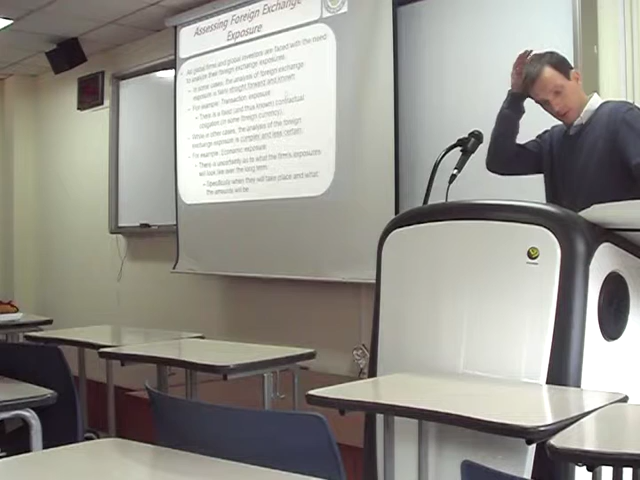 Assessing Foreign Exchange
Exposure
All global firms and global investors are faced with the need
to analyze their foreign exchange exposures.
In some cases, the analysis of foreign exchange
exposure is fairly straight forward and known.
For example: Transaction exposure
There is a fixed (and thus known) contractual
obligation (in some foreign currency).
While in other cases, the analysis of the foreign
exchange exposure is complex and less certain.
For example: Economic exposure
There is uncertainty as to what the firm's exposures
will look like over the long term.
Specifically when they will take place and what
the amounts will be.